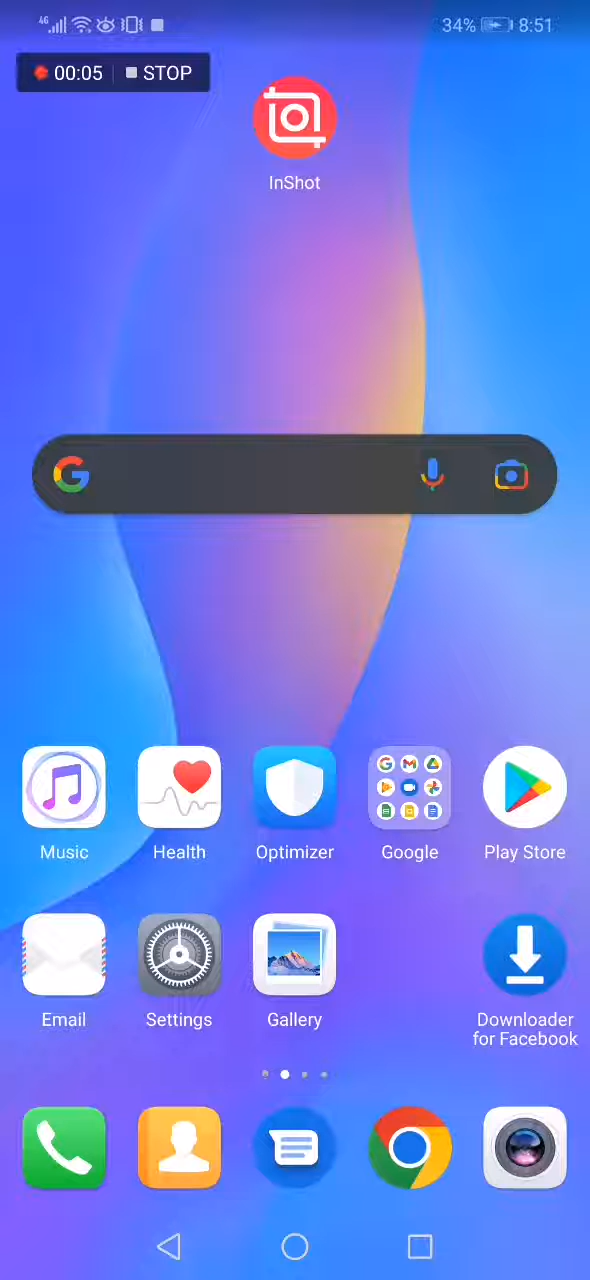 4G 34% 8:51
00:05 STOP
InShot
Music Health Optimizer Google Play Store
Email Settings Gallery Downloader
for Facebook